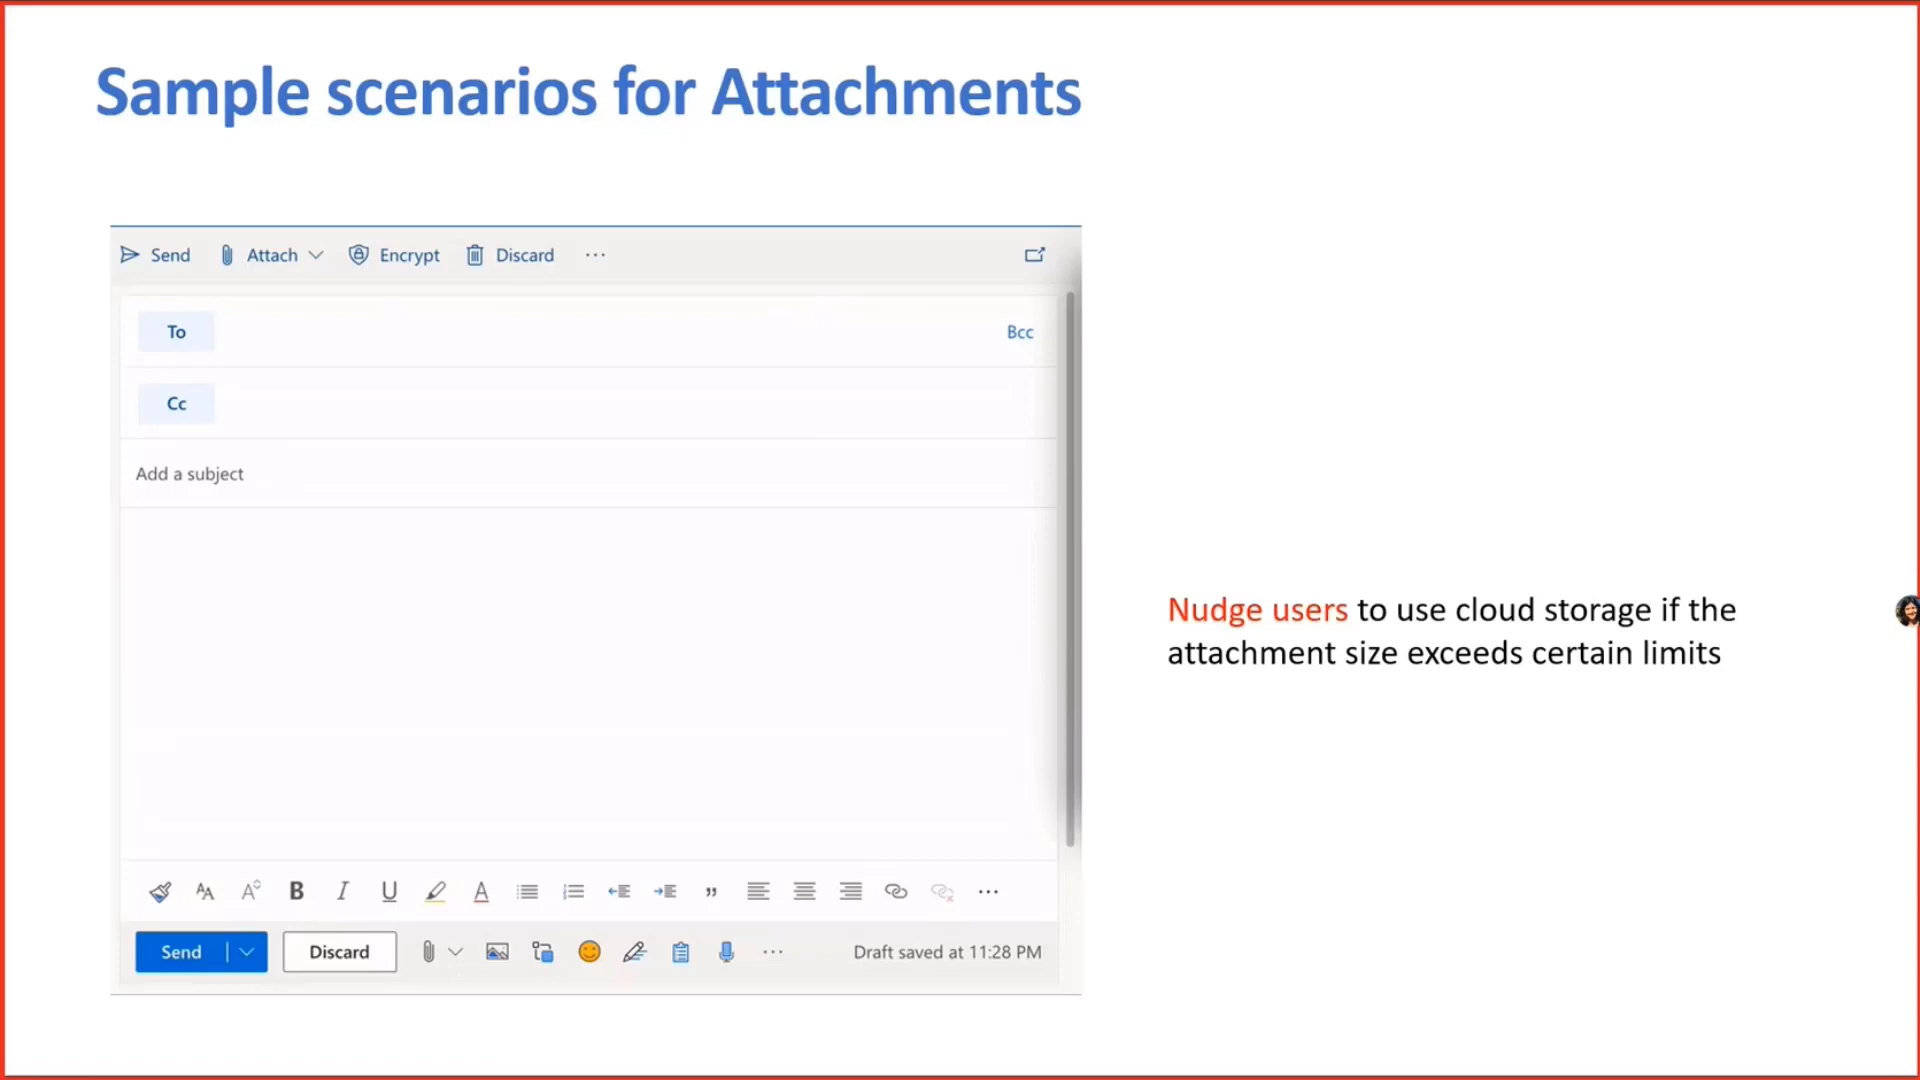 Sample scenarios for Attachments
Send Attach Encrypt Discard
To Bcc
Cc
Add a subject
Nudge users to use cloud storage if the
attachment size exceeds certain limits
Send Discard Draft saved at 11:28 PM